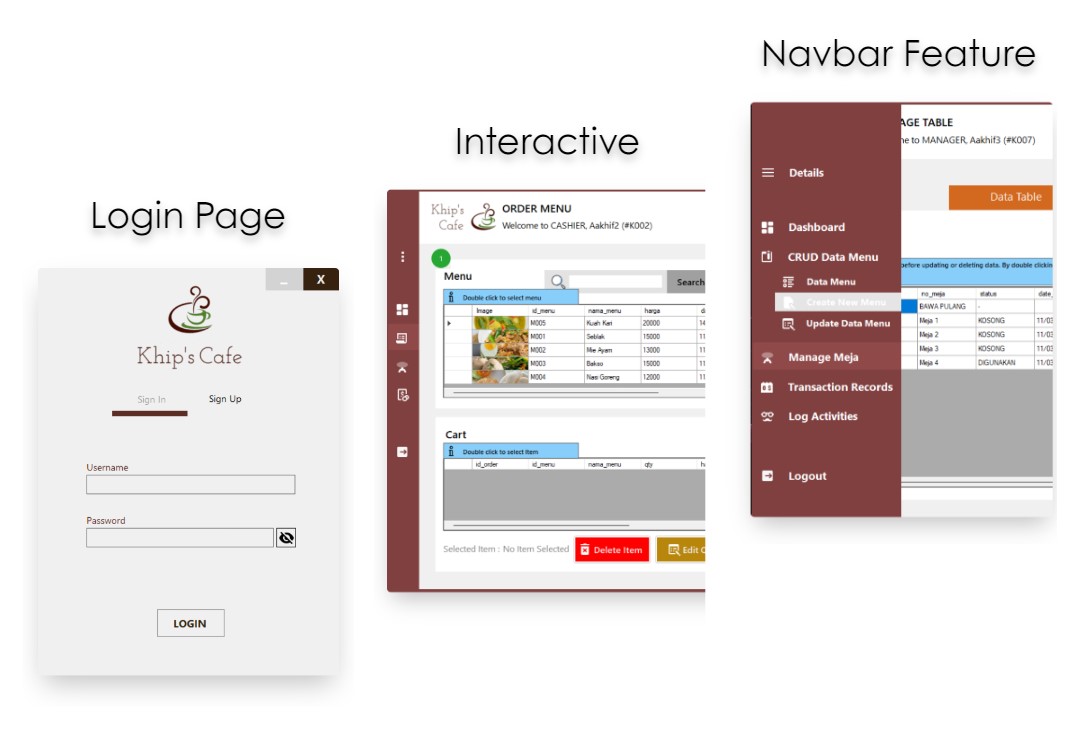 Login Page
X
Khip's Cafe
Sign In
Sign Up
Username
Password
LOGIN
Interactive
Khip's
Cafe
ORDER MENU
Welcome to CASHIER, Aakhif2 (#K002)
1
Menu
Search
Double click to select menu
Image id_menu nama_menu harga
M005 Kuah Kari 20000 14
M001 Seblak 15000 11
M002 Mie Ayam 13000 11
M003 Bakso 15000 11
M004 Nasi Goreng 12000 11
Cart
Double click to select Item
id_order id_menu nama_menu qty
Selected Item : No Item Selected
Delete Item
Edit
Navbar Feature
AGE TABLE
ne to MANAGER, Aakhif3 (#K007)
Data Table
Details
Dashboard
CRUD Data Menu
Data Menu
Create New Menu
Update Data Menu
Manage Meja
Transaction Records
Log Activities
Logout
before updating or deleting data. By double clickin
no_meja status date_
BAWA PULANG -
Meja 1 KOSONG 11/03
Meja 2 KOSONG 11/03
Meja 3 KOSONG 11/03
Meja 4 DIGUNAKAN 11/03